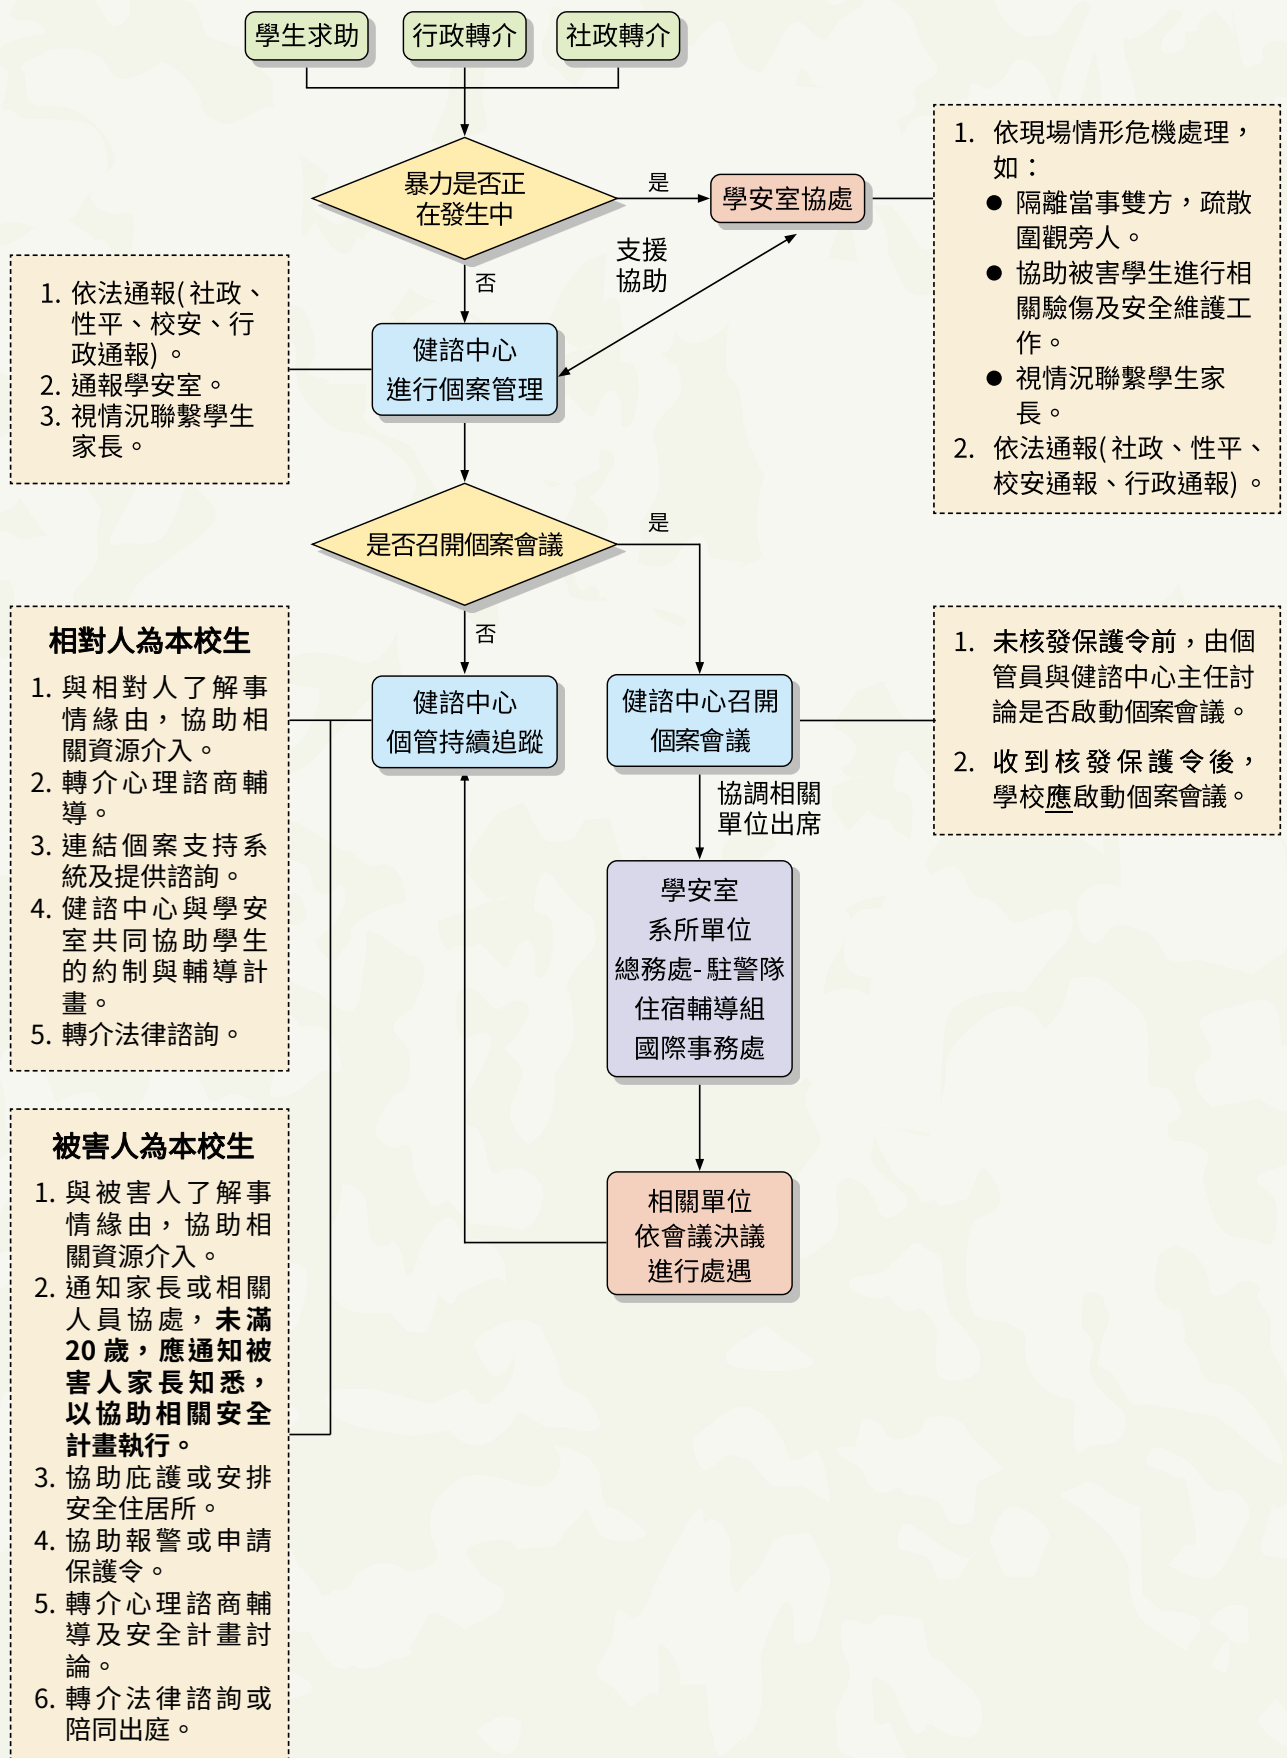 學生求助
行政轉介
社政轉介
暴力是否正
在發生中
是
學安室協處
1. 依現場情形危機處理，
如：
● 隔離當事雙方，疏散
圍觀旁人。
● 協助被害學生進行相
關驗傷及安全維護工
作。
● 視情況聯繫學生家
長。
2. 依法通報(社政、性平、
校安通報、行政通報)。
支援
協助
否
1. 依法通報(社政、
性平、校安、行
政通報)。
2. 通報學安室。
3. 視情況聯繫學生
家長。
健諮中心
進行個案管理
是否召開個案會議
是
否
相對人為本校生
1. 與相對人了解事
情緣由，協助相
關資源介入。
2. 轉介心理諮商輔
導。
3. 連結個案支持系
統及提供諮詢。
4. 健諮中心與學安
室共同協助學生
的約制與輔導計
畫。
5. 轉介法律諮詢。
健諮中心
個管持續追蹤
健諮中心召開
個案會議
1. 未核發保護令前，由個
管員與健諮中心主任討
論是否啟動個案會議。
2. 收到核發保護令後，
學校應啟動個案會議。
協調相關
單位出席
學安室
系所單位
總務處-駐警隊
住宿輔導組
國際事務處
相關單位
依會議決議
進行處遇
被害人為本校生
1. 與被害人了解事
情緣由，協助相
關資源介入。
2. 通知家長或相關
人員協處，未滿
20 歲，應通知被
害人家長知悉，
以協助相關安全
計畫執行。
3. 協助庇護或安排
安全住居所。
4. 協助報警或申請
保護令。
5. 轉介心理諮商輔
導及安全計畫討
論。
6. 轉介法律諮詢或
陪同出庭。